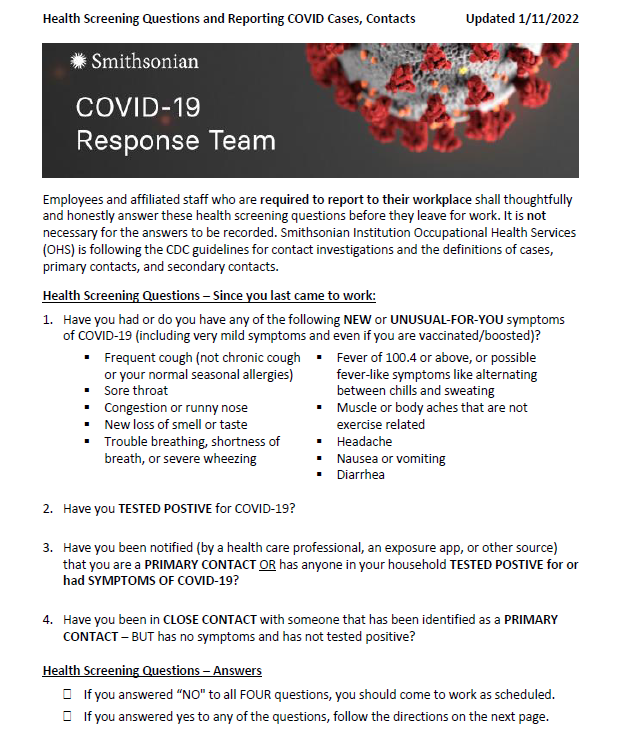 Health Screening Questions and Reporting COVID Cases, Contacts Updated 1/11/2022
Smithsonian
COVID-19
Response Team
Employees and affiliated staff who are required to report to their workplace shall thoughtfully
and honestly answer these health screening questions before they leave for work. It is not
necessary for the answers to be recorded. Smithsonian Institution Occupational Health Services
(OHS) is following the CDC guidelines for contact investigations and the definitions of cases,
primary contacts, and secondary contacts.
Health Screening Questions – Since you last came to work:
1. Have you had or do you have any of the following NEW or UNUSUAL-FOR-YOU symptoms
of COVID-19 (including very mild symptoms and even if you are vaccinated/boosted)?
▪ Frequent cough (not chronic cough
or your normal seasonal allergies)
▪ Sore throat
▪ Congestion or runny nose
▪ New loss of smell or taste
▪ Trouble breathing, shortness of
breath, or severe wheezing
▪ Fever of 100.4 or above, or possible
fever-like symptoms like alternating
between chills and sweating
▪ Muscle or body aches that are not
exercise related
▪ Headache
▪ Nausea or vomiting
▪ Diarrhea
2. Have you TESTED POSTIVE for COVID-19?
3. Have you been notified (by a health care professional, an exposure app, or other source)
that you are a PRIMARY CONTACT OR has anyone in your household TESTED POSTIVE for or
had SYMPTOMS OF COVID-19?
4. Have you been in CLOSE CONTACT with someone that has been identified as a PRIMARY
CONTACT – BUT has no symptoms and has not tested positive?
Health Screening Questions – Answers
☐ If you answered “NO" to all FOUR questions, you should come to work as scheduled.
☐ If you answered yes to any of the questions, follow the directions on the next page.